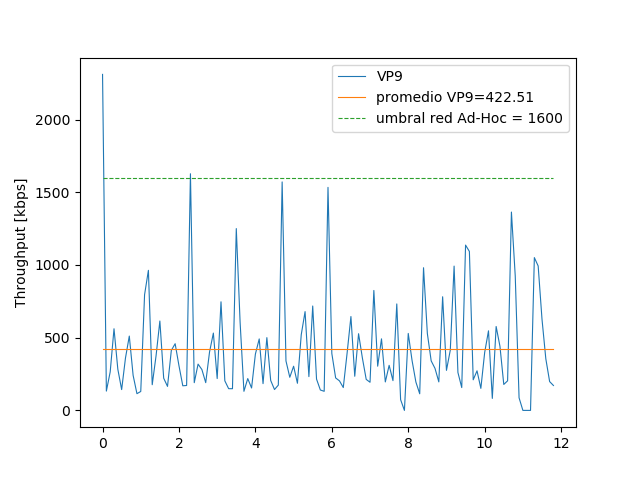 VP9
promedio VP9=422.51
umbral red Ad-Hoc = 1600
Throughput [kbps]
2000
1500
1000
500
0
0 2 4 6 8 10 12